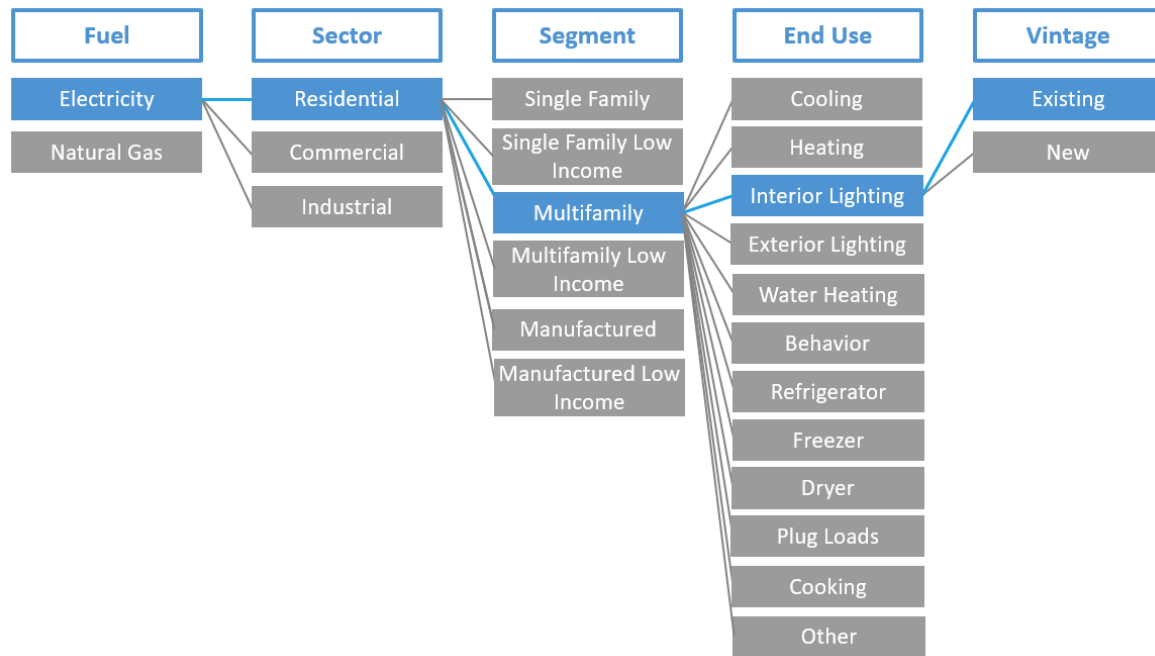 Fuel
Sector
Segment
End Use
Vintage
Electricity
Natural Gas
Residential
Commercial
Industrial
Single Family
Single Family Low
Income
Multifamily
Multifamily Low
Income
Manufactured
Manufactured Low
Income
Cooling
Heating
Interior Lighting
Exterior Lighting
Water Heating
Behavior
Refrigerator
Freezer
Dryer
Plug Loads
Cooking
Other
Existing
New